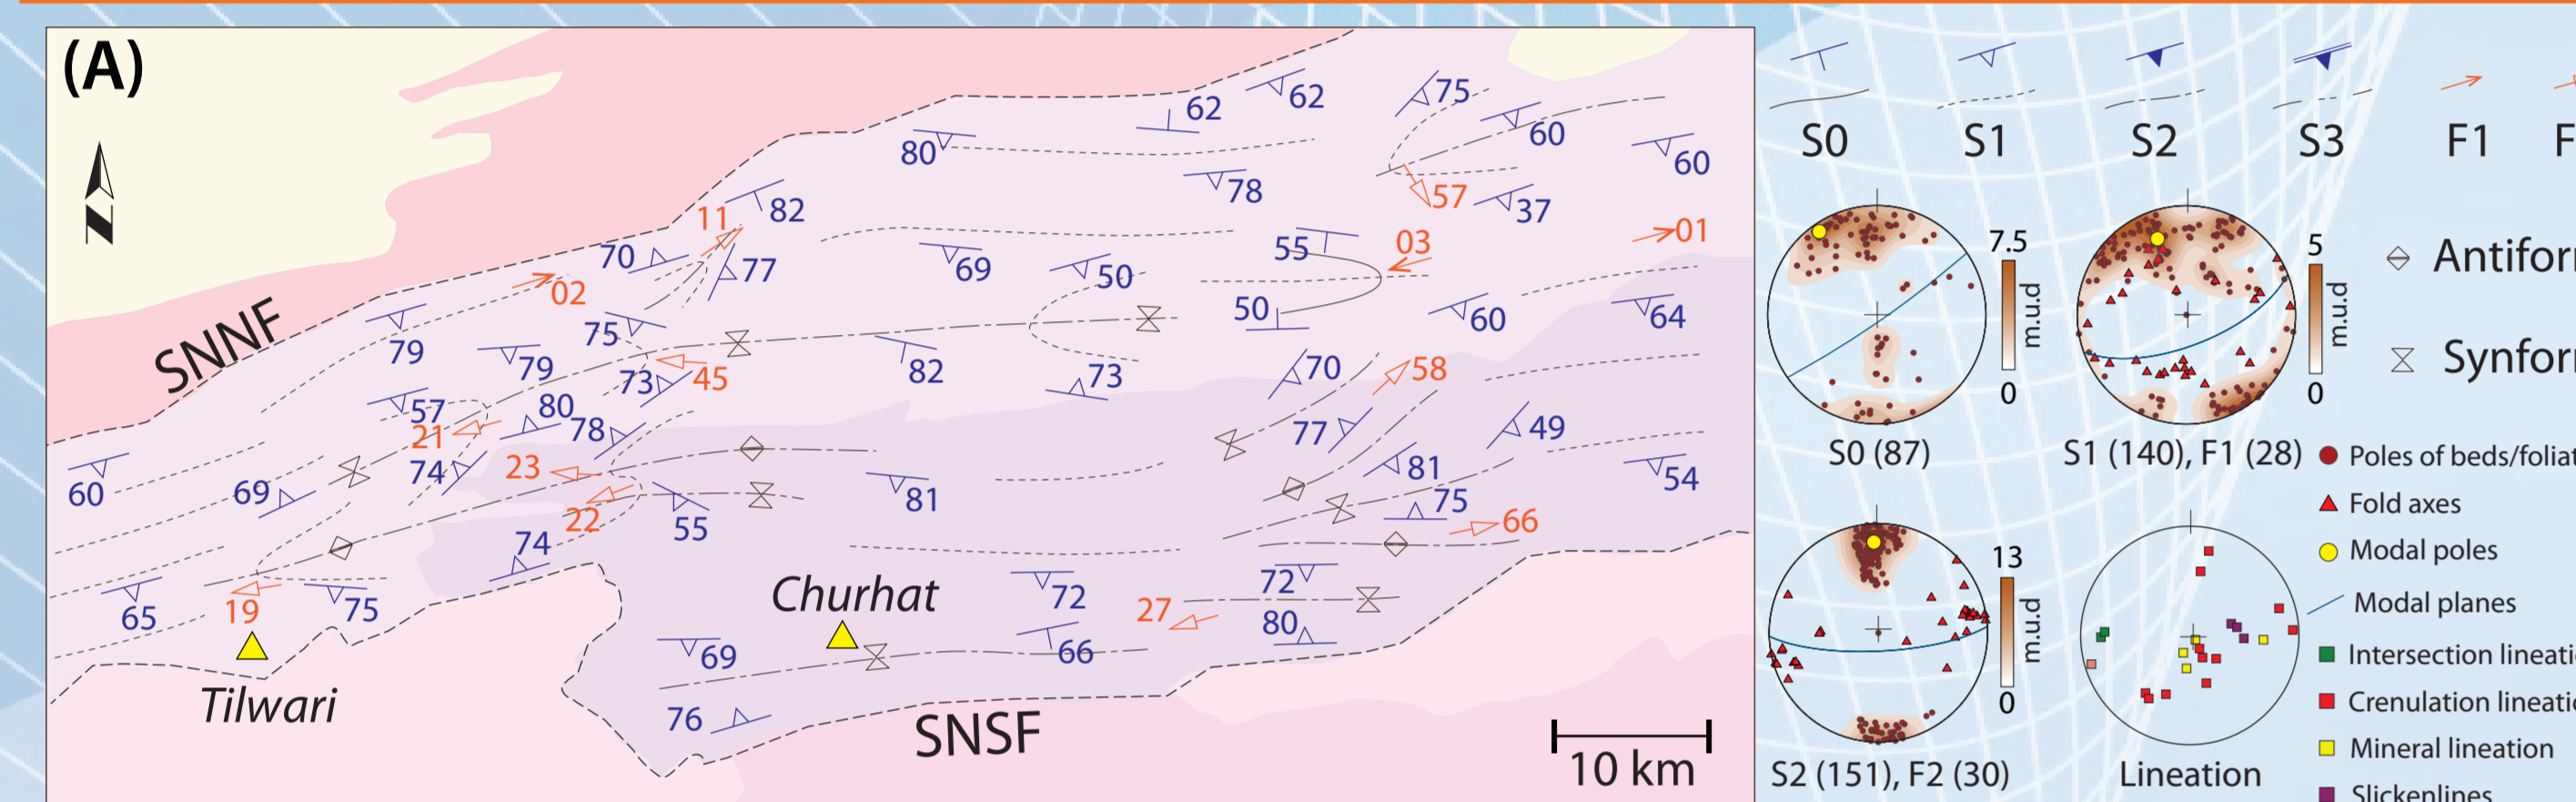 (A)
N
62
62
75
60
60
80
78
57
37
82
11
01
70
77
55
03
69
50
02
SNNF
79
75
50
60
64
79
82
73
45
73
70
58
57
80
21
78
77
49
74
23
81
54
60
69
22
55
81
75
66
74
72
72
65
19
75
Churhat
27
80
69
66
Tilwari
76
SNSF
10 km
S0
S1
S2
S3
F1
F
7.5
m.u.d
0
5
m.u.d
0
S0 (87)
S1 (140), F1 (28)
13
m.u.d
0
S2 (151), F2 (30)
Lineation
Antifor
Synfor
Poles of beds/folia
Fold axes
Modal poles
Modal planes
Intersection lineati
Crenulation lineati
Mineral lineation
Slickenlines